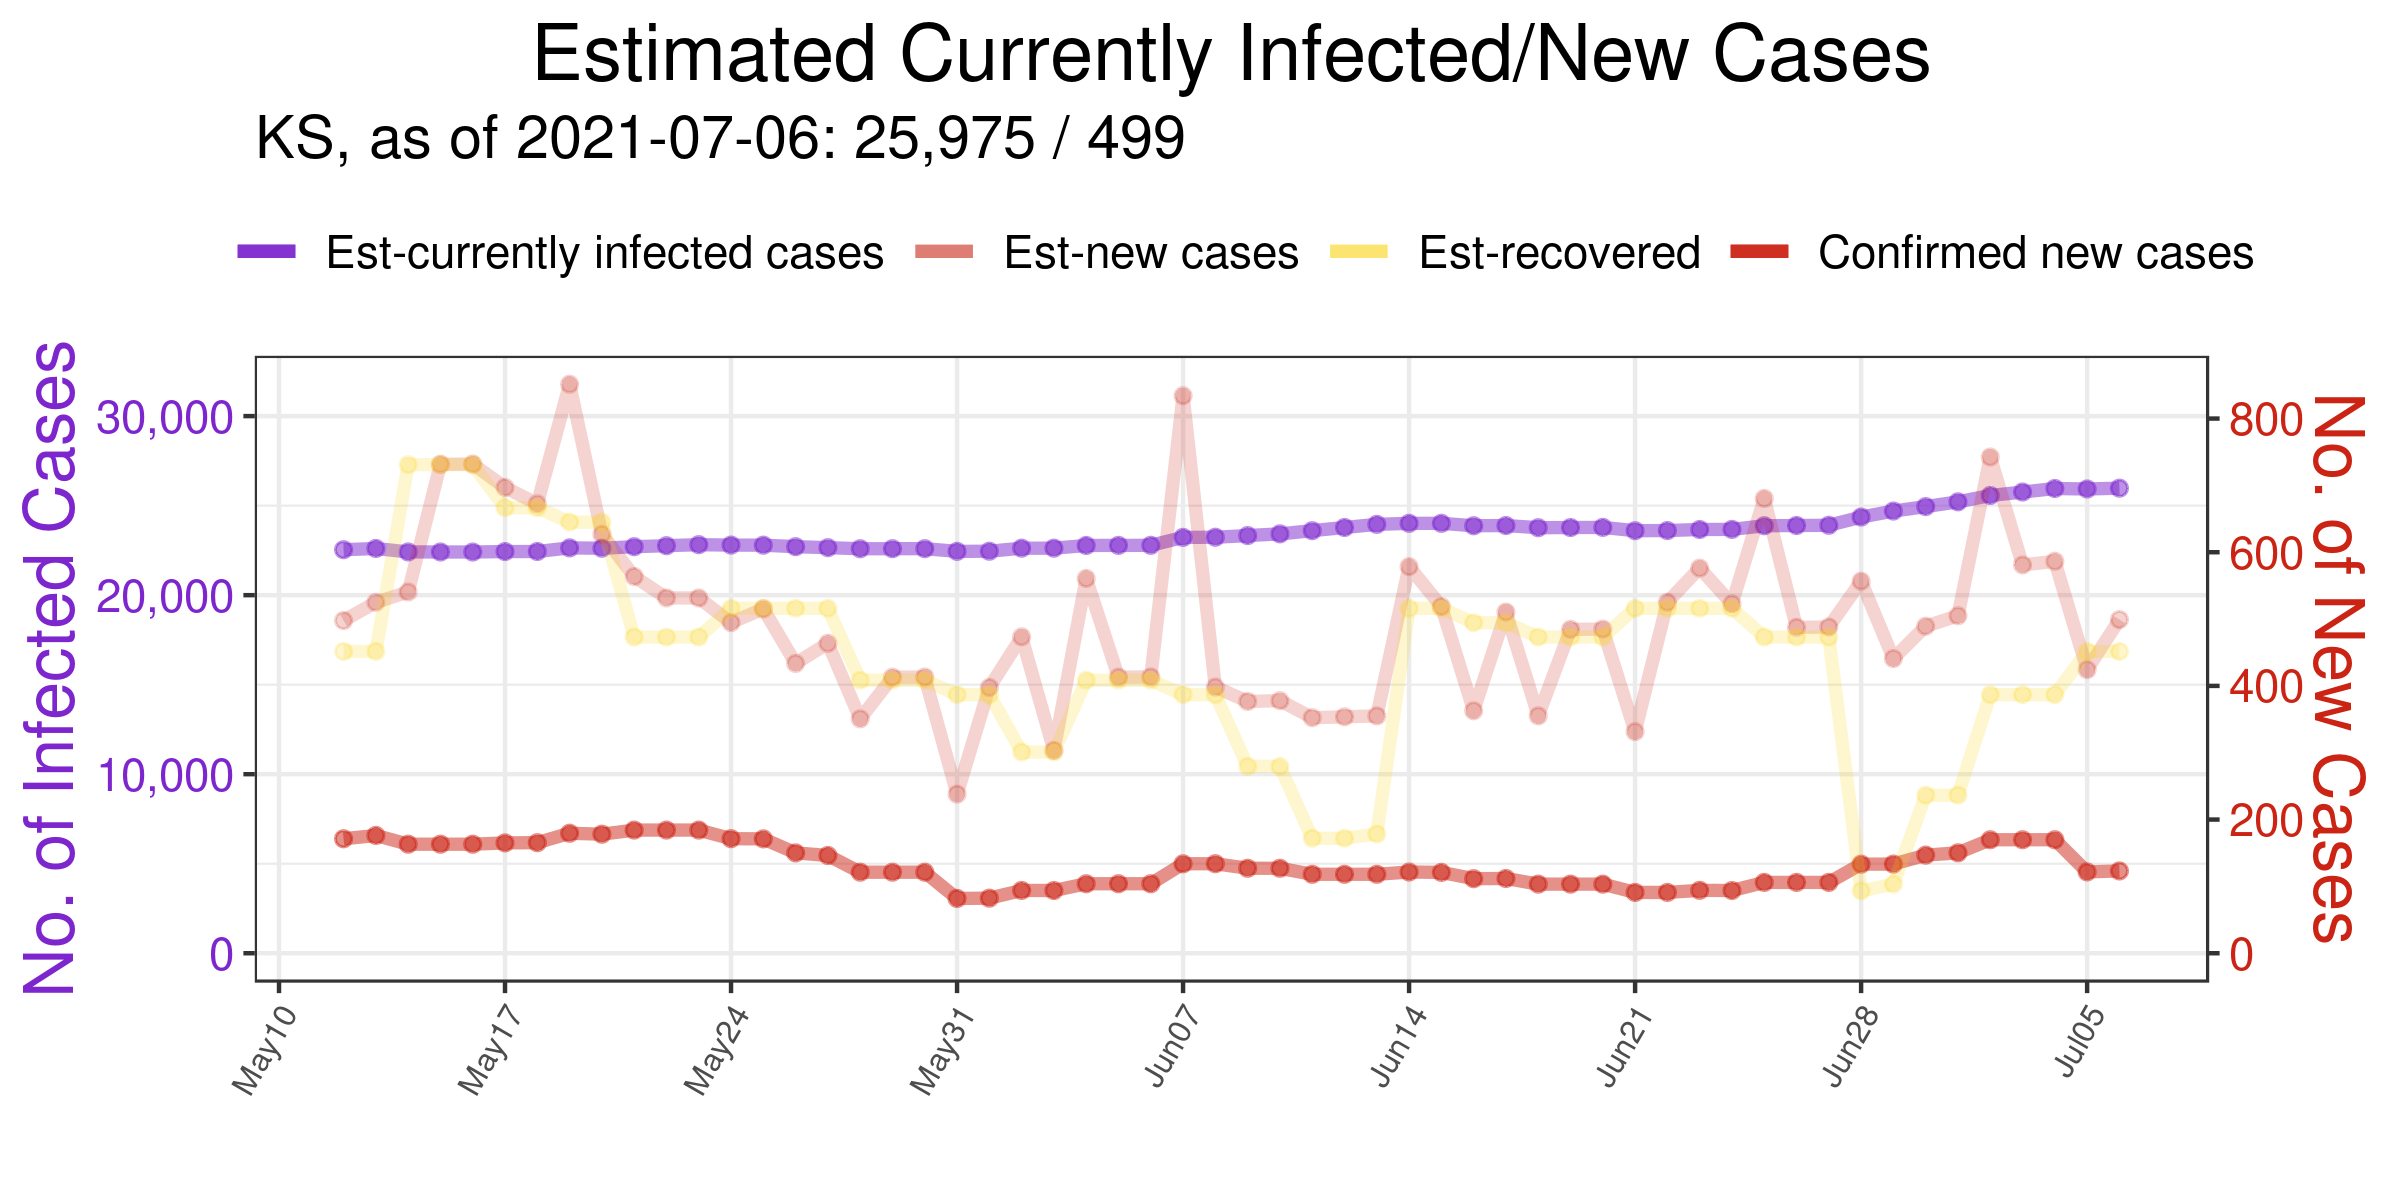 Estimated Currently Infected/New Cases
KS, as of 2021-07-06: 25,975 / 499
Est-currently infected cases Est-new cases Est-recovered Confirmed new cases
No. of Infected Cases
30,000
20,000
10,000
0
800
600
400
200
0
No. of New Cases
May10 May17 May24 May31 Jun07 Jun14 Jun21 Jun28 Jul05